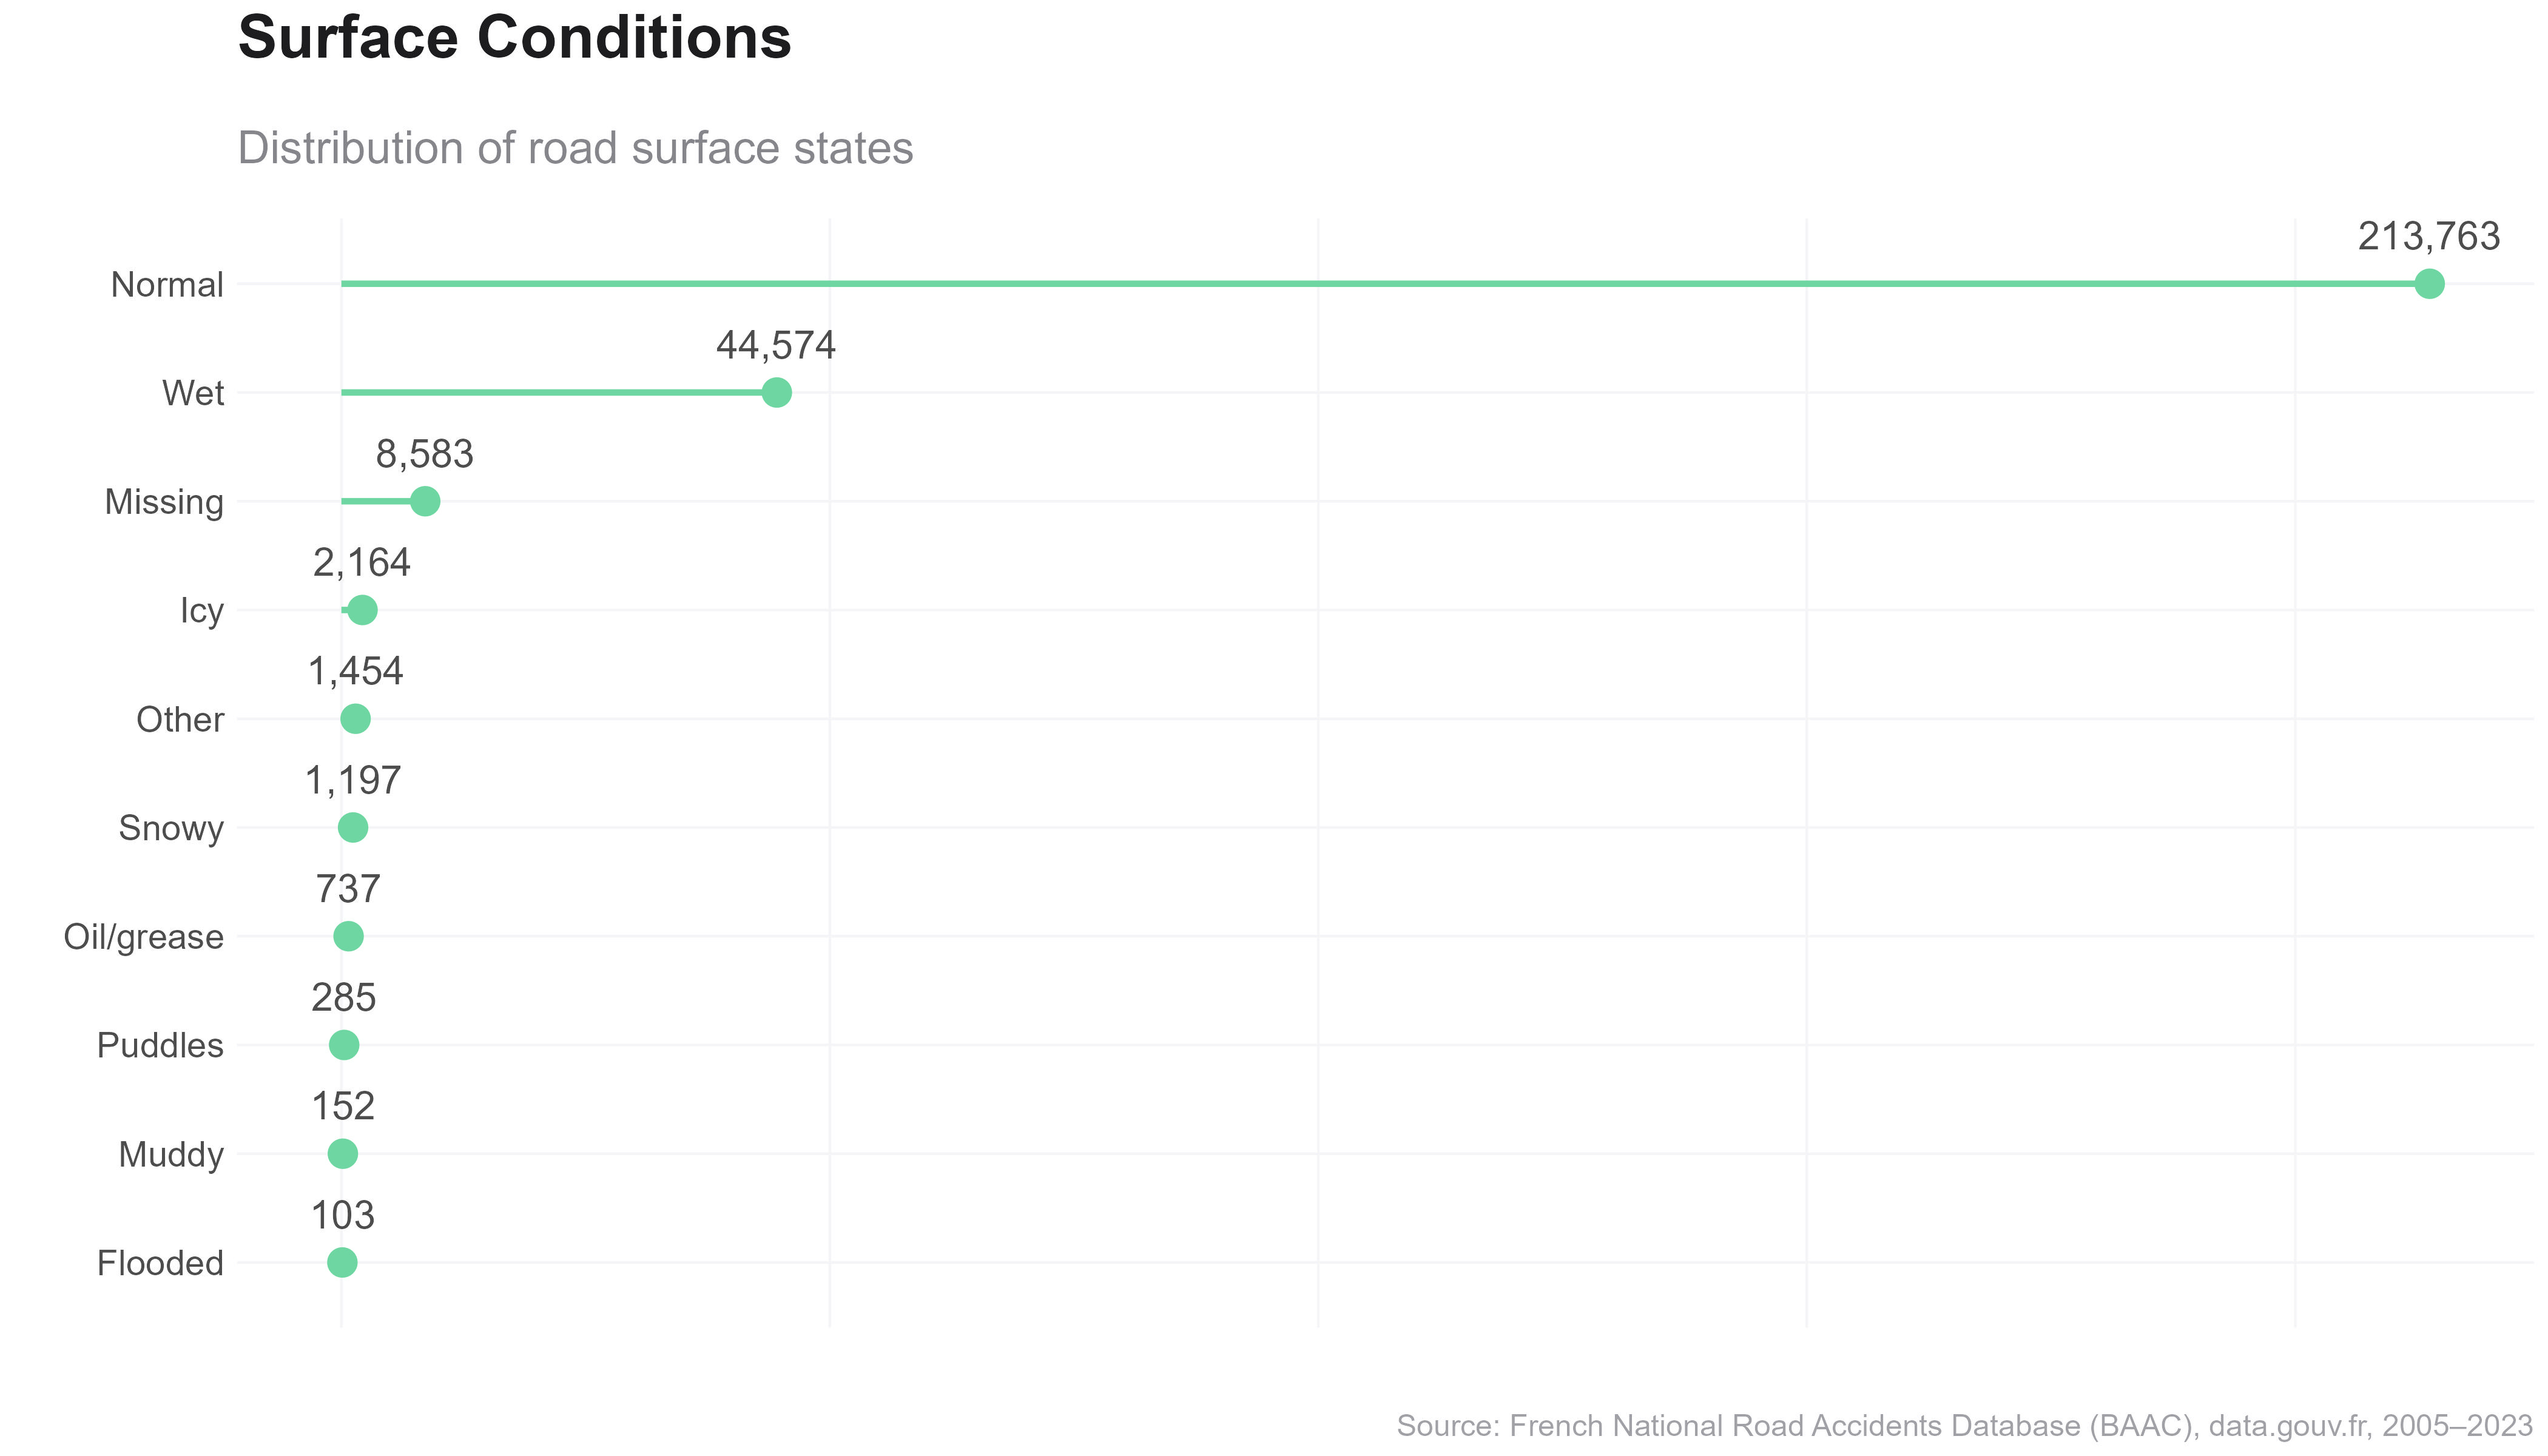 Surface Conditions
Distribution of road surface states
213,763
Normal
44,574
Wet
8,583
Missing
2,164
Icy
1,454
Other
1,197
Snowy
737
Oil/grease
285
Puddles
152
Muddy
103
Flooded
Source: French National Road Accidents Database (BAAC), data.gouv.fr, 2005–2023